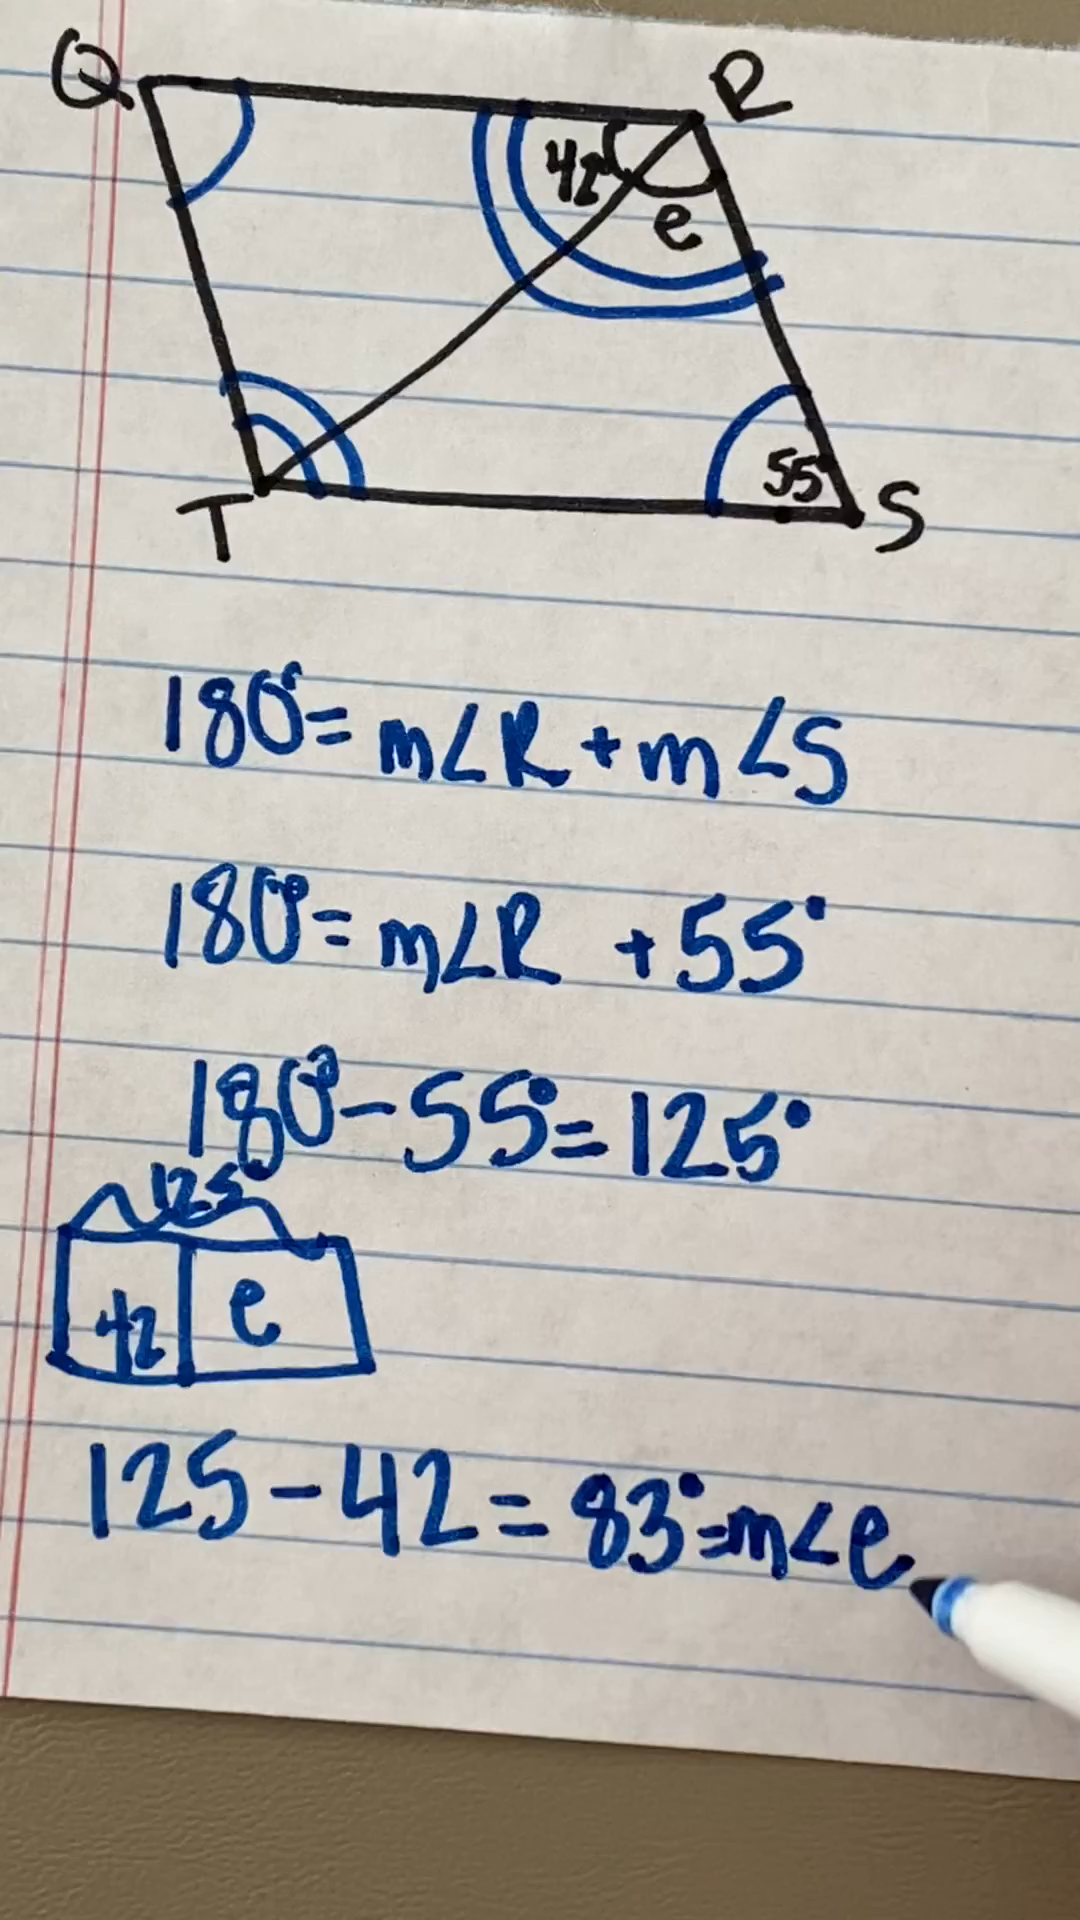 Q R
42° e
55°
T S
180° = m∠R + m∠S
180° = m∠R + 55°
180° - 55° = 125°
125°
42 e
125 - 42 = 83° = m∠e